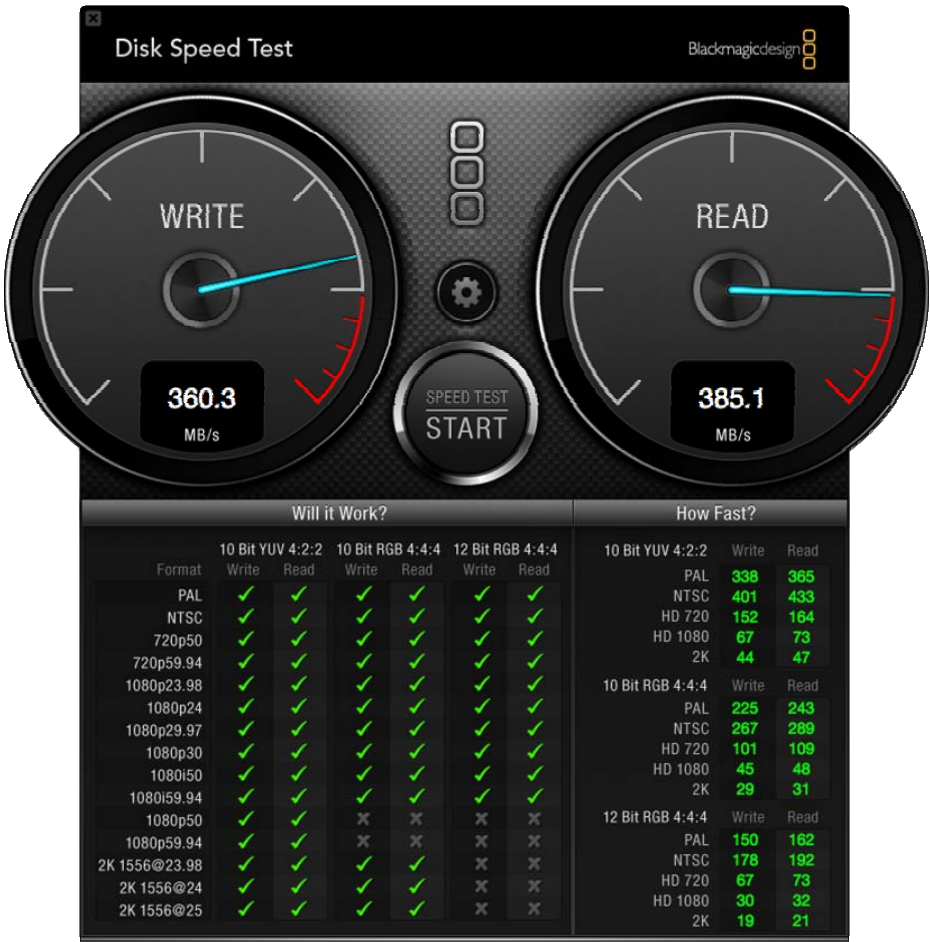 Disk Speed Test
Blackmagicdesign
WRITE
360.3
MB/s
READ
385.1
MB/s
SPEED TEST
START
Will it Work?
10 Bit YUV 4:2:2 10 Bit RGB 4:4:4 12 Bit RGB 4:4:4
Format Write Read Write Read Write Read
PAL ✓ ✓ ✓ ✓ ✓ ✓
NTSC ✓ ✓ ✓ ✓ ✓ ✓
720p50 ✓ ✓ ✓ ✓ ✓ ✓
720p59.94 ✓ ✓ ✓ ✓ ✓ ✓
1080p23.98 ✓ ✓ ✓ ✓ ✓ ✓
1080p24 ✓ ✓ ✓ ✓ ✓ ✓
1080p29.97 ✓ ✓ ✓ ✓ ✓ ✓
1080p30 ✓ ✓ ✓ ✓ ✓ ✓
1080i50 ✓ ✓ ✓ ✓ ✓ ✓
1080i59.94 ✓ ✓ ✓ ✓ ✓ ✓
1080p50 ✓ ✓ ✗ ✗ ✗ ✗
1080p59.94 ✓ ✓ ✗ ✗ ✗ ✗
2K 1556@23.98 ✓ ✓ ✓ ✓ ✗ ✗
2K 1556@24 ✓ ✓ ✓ ✓ ✗ ✗
2K 1556@25 ✓ ✓ ✓ ✓ ✗ ✗
How Fast?
10 Bit YUV 4:2:2 Write Read
PAL 338 365
NTSC 401 433
HD 720 152 164
HD 1080 67 73
2K 44 47
10 Bit RGB 4:4:4 Write Read
PAL 225 243
NTSC 267 289
HD 720 101 109
HD 1080 45 48
2K 29 31
12 Bit RGB 4:4:4 Write Read
PAL 150 162
NTSC 178 192
HD 720 67 73
HD 1080 30 32
2K 19 21